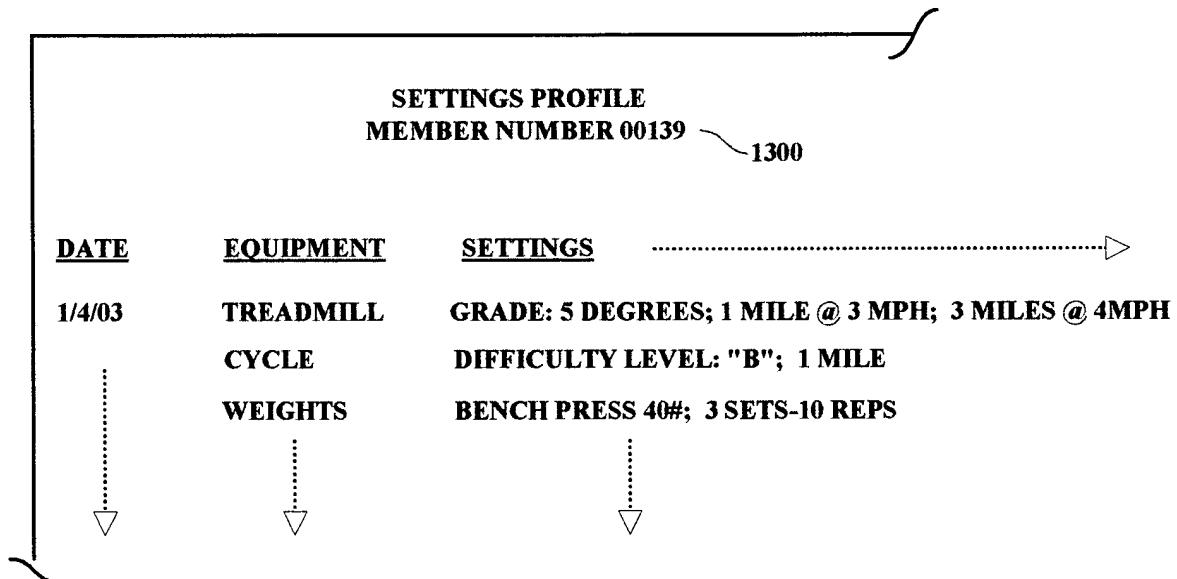 SETTINGS PROFILE
MEMBER NUMBER 00139
1300
DATE EQUIPMENT SETTINGS
1/4/03 TREADMILL GRADE: 5 DEGREES; 1 MILE @ 3 MPH; 3 MILES @ 4MPH
CYCLE DIFFICULTY LEVEL: "B"; 1 MILE
WEIGHTS BENCH PRESS 40#; 3 SETS-10 REPS